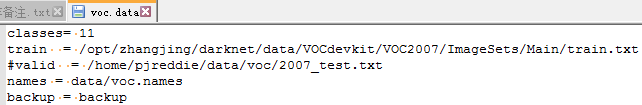 备注.txt voc.data
classes= 11
train = /opt/zhangjing/darknet/data/VOCdevkit/VOC2007/ImageSets/Main/train.txt
#valid = /home/pjreddie/data/voc/2007_test.txt
names = data/voc.names
backup = backup